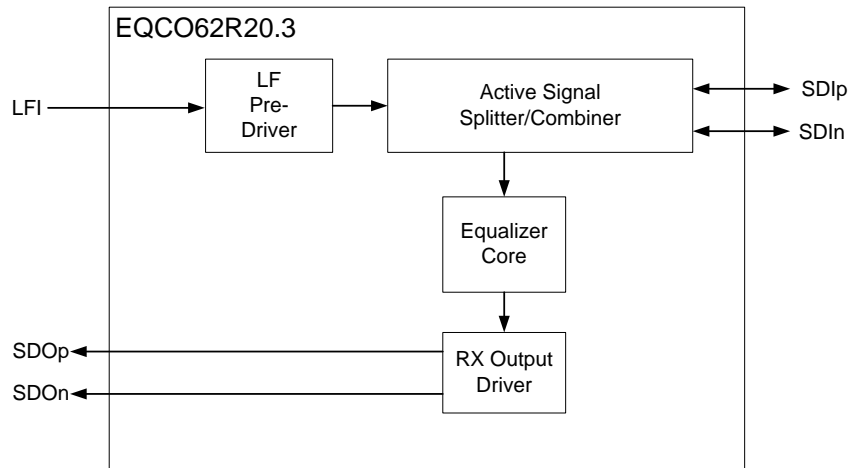 EQCO62R20.3
LFI
LF
Pre-
Driver
Active Signal
Splitter/Combiner
SDIp
SDIn
Equalizer
Core
SDOp
SDOn
RX Output
Driver